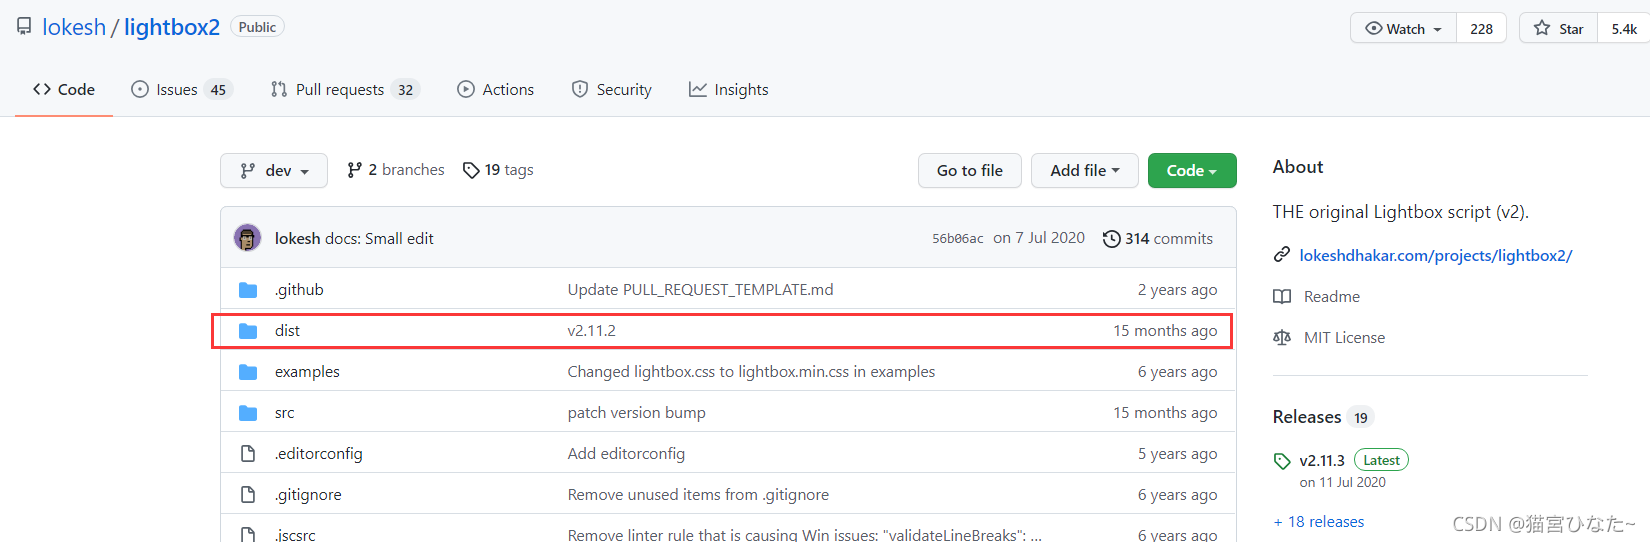 lokesh / lightbox2 Public
Watch 228 Star 5.4k
Code Issues 45 Pull requests 32 Actions Security Insights
dev 2 branches 19 tags Go to file Add file Code
lokesh docs: Small edit 56b06ac on 7 Jul 2020 314 commits
.github Update PULL_REQUEST_TEMPLATE.md 2 years ago
dist v2.11.2 15 months ago
examples Changed lightbox.css to lightbox.min.css in examples 6 years ago
src patch version bump 15 months ago
.editorconfig Add editorconfig 5 years ago
.gitignore Remove unused items from .gitignore 6 years ago
.jscsrc Remove linter rule that is causing Win issues: "validateLineBreaks": ... 6 years ago
About
THE original Lightbox script (v2).
lokeshdhakar.com/projects/lightbox2/
Readme
MIT License
Releases 19
v2.11.3 Latest
on 11 Jul 2020
+ 18 releases
CSDN @猫宫ひなた~